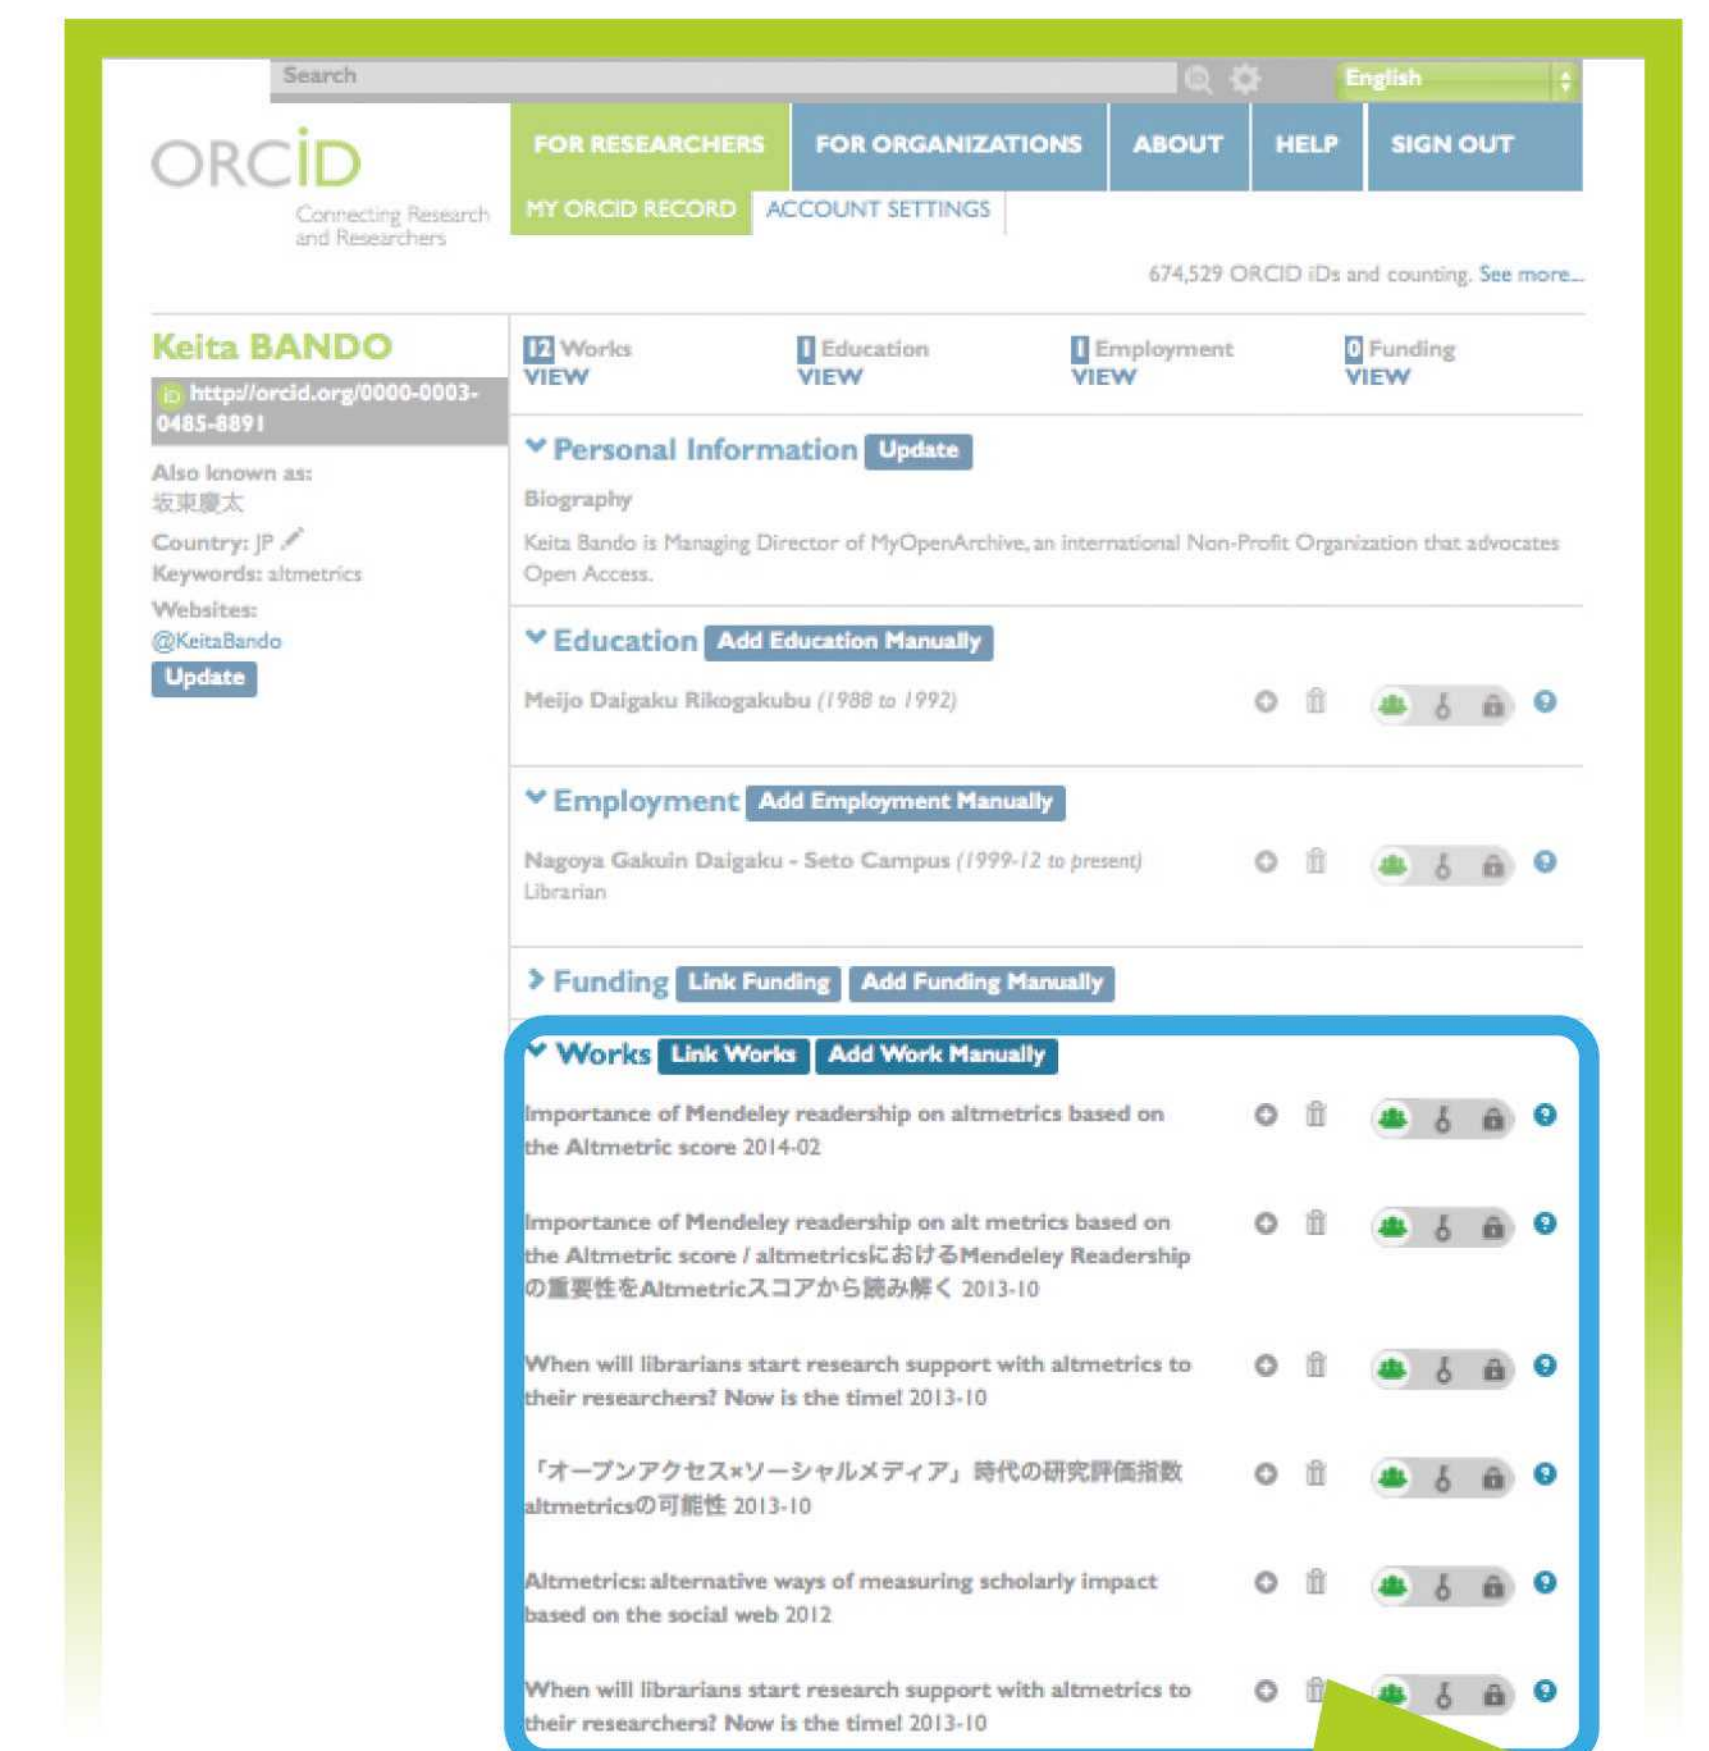 Search
English
ORCiD
Connecting Research
and Researchers
FOR RESEARCHERS
FOR ORGANIZATIONS
ABOUT
HELP
SIGN OUT
MY ORCID RECORD
ACCOUNT SETTINGS
674,529 ORCID iDs and counting. See more...
Keita BANDO
iD http://orcid.org/0000-0003-
0485-8891
Also known as:
坂東慶太
Country: JP
Keywords: altmetrics
Websites:
@KeitaBando
Update
12 Works
VIEW
1 Education
VIEW
1 Employment
VIEW
0 Funding
VIEW
Personal Information Update
Biography
Keita Bando is Managing Director of MyOpenArchive, an international Non-Profit Organization that advocates
Open Access.
Education Add Education Manually
Meijo Daigaku Rikogakubu (1988 to 1992)
Employment Add Employment Manually
Nagoya Gakuin Daigaku - Seto Campus (1999-12 to present)
Librarian
Funding Link Funding Add Funding Manually
Works Link Works Add Work Manually
Importance of Mendeley readership on altmetrics based on
the Altmetric score 2014-02
Importance of Mendeley readership on alt metrics based on
the Altmetric score / altmetricsにおけるMendeley Readership
の重要性をAltmetricスコアから読み解く 2013-10
When will librarians start research support with altmetrics to
their researchers? Now is the time! 2013-10
「オープンアクセス×ソーシャルメディア」時代の研究評価指数
altmetricsの可能性 2013-10
Altmetrics: alternative ways of measuring scholarly impact
based on the social web 2012
When will librarians start research support with altmetrics to
their researchers? Now is the time! 2013-10